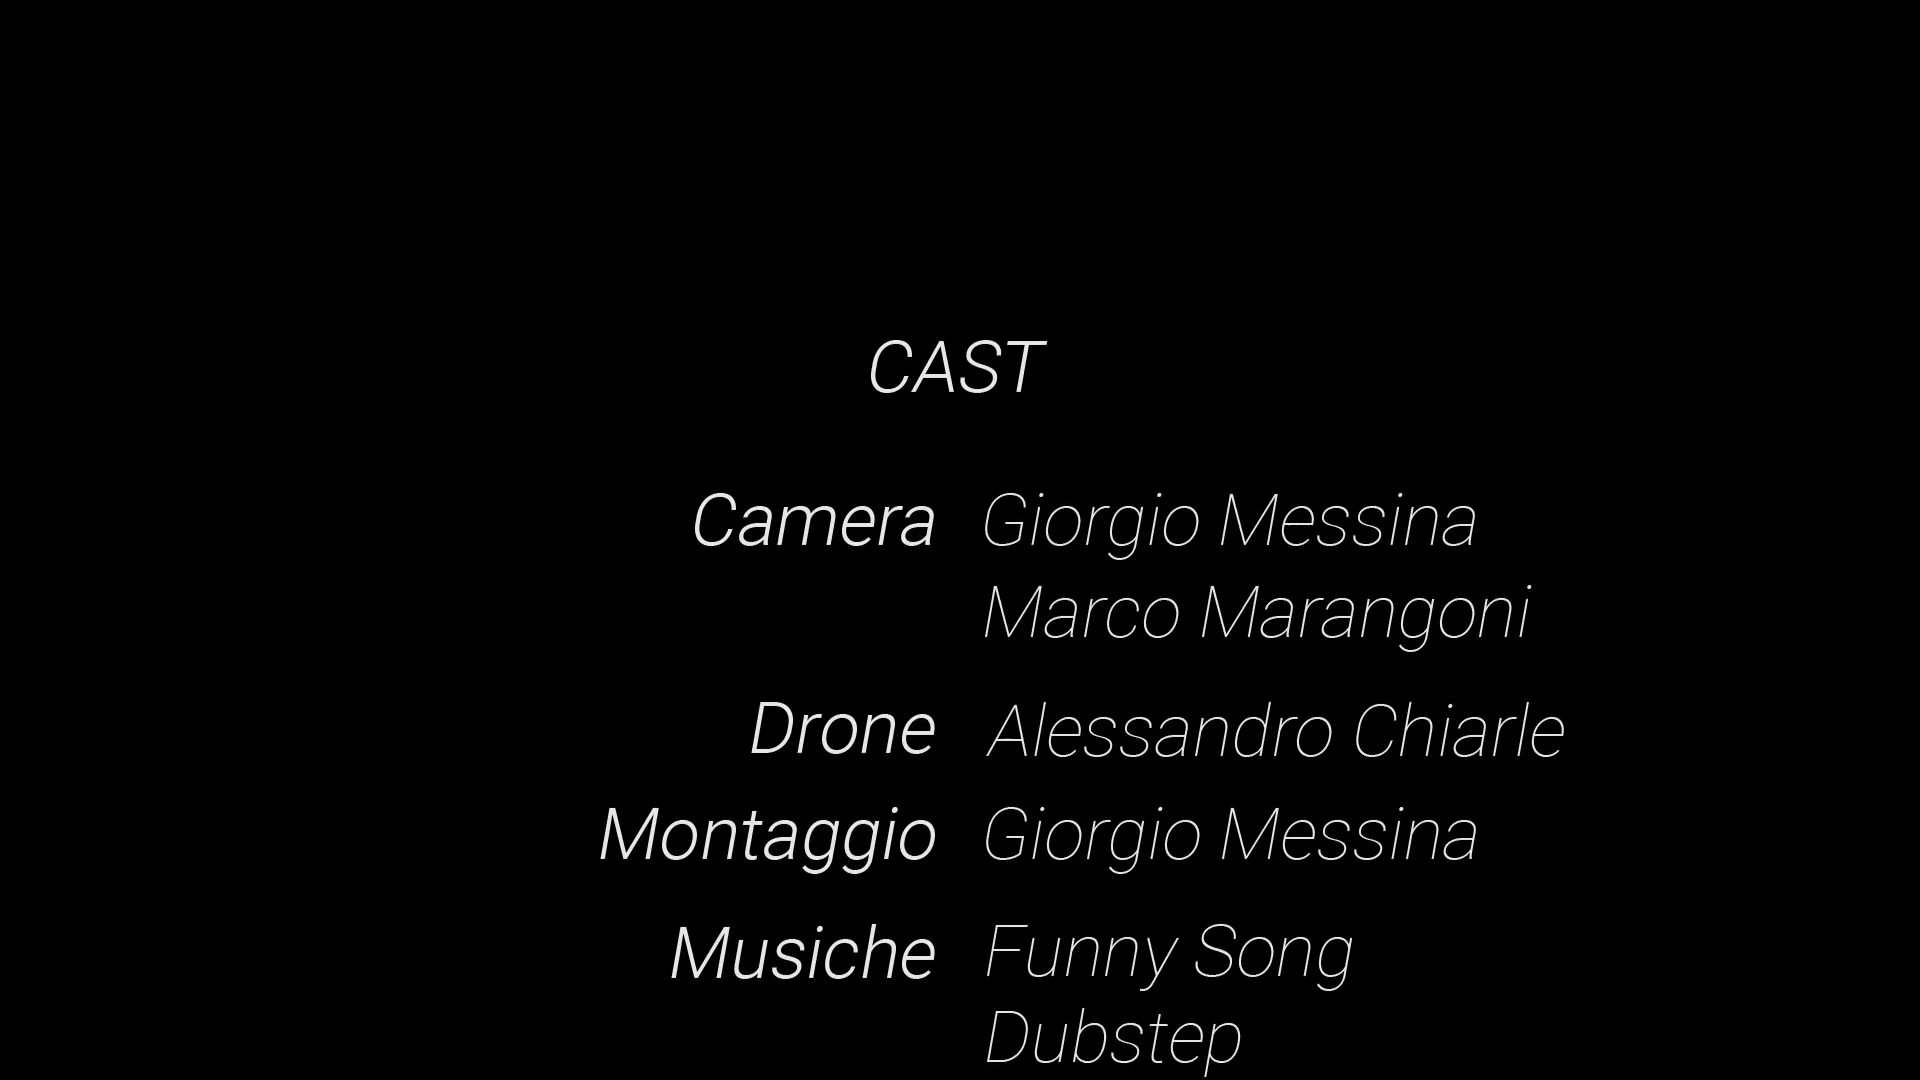 CAST
Camera Giorgio Messina
Marco Marangoni
Drone Alessandro Chiarle
Montaggio Giorgio Messina
Musiche Funny Song
Dubstep